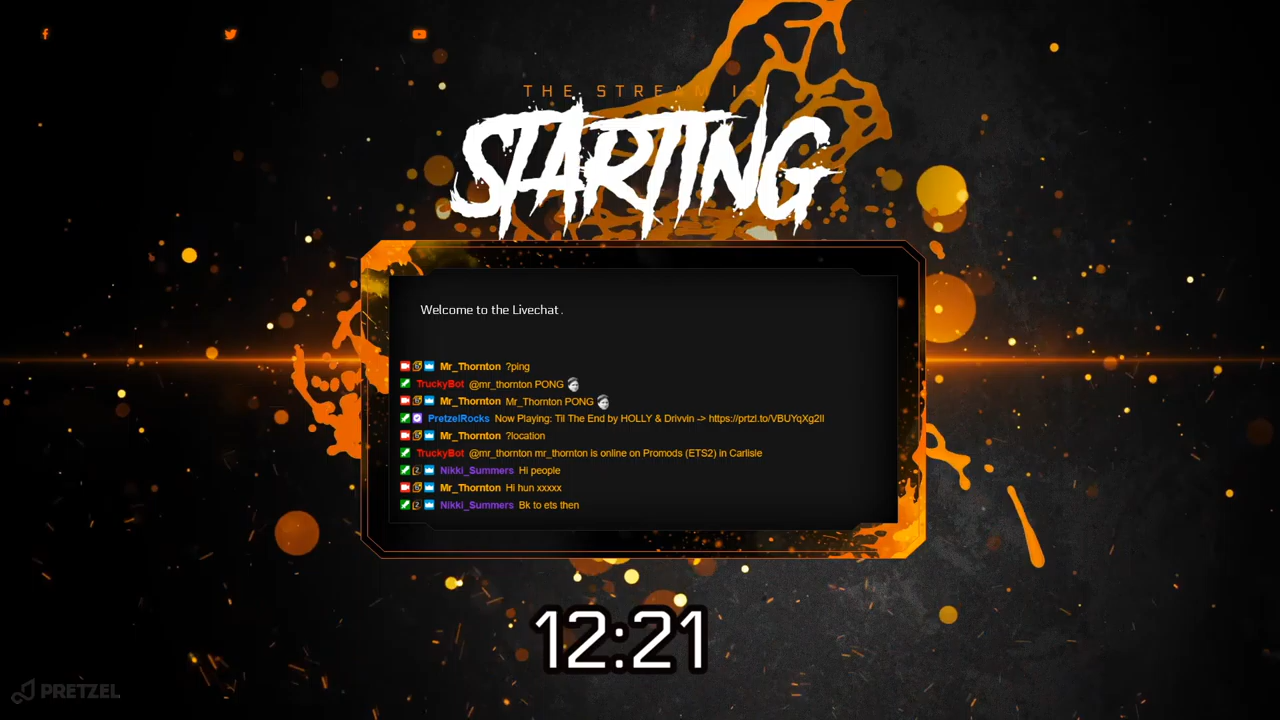 THE STREAM IS
STARTING
Welcome to the Livechat.
Mr_Thornton ?ping
TruckyBot @mr_thornton PONG
Mr_Thornton Mr_Thornton PONG
PretzelRocks Now Playing: Til The End by HOLLY & Drivvin -> https://prtzl.to/VBUYqXg2Il
Mr_Thornton ?location
TruckyBot @mr_thornton mr_thornton is online on Promods (ETS2) in Carlisle
Nikki_Summers Hi people
Mr_Thornton Hi hun xxxxx
Nikki_Summers Bk to ets then
12:21
PRETZEL